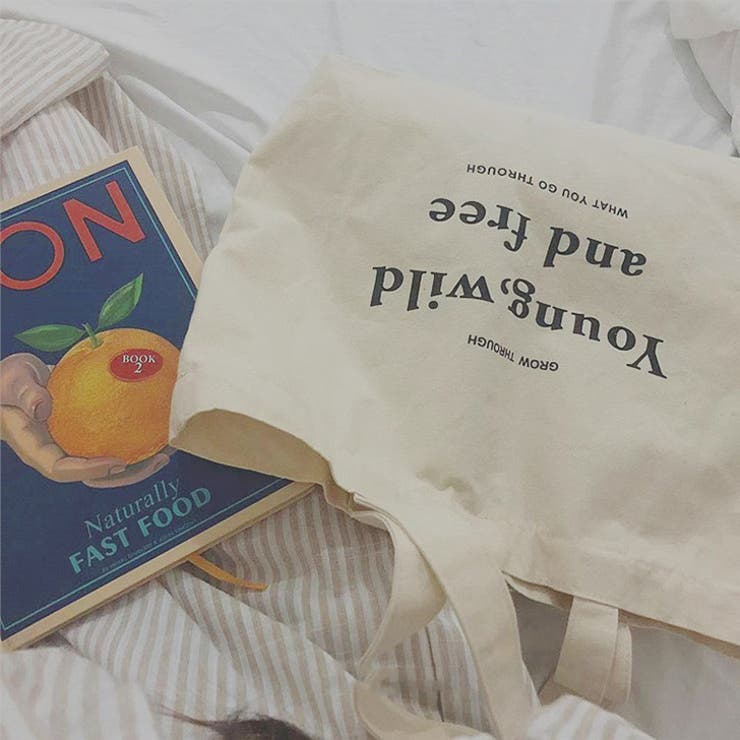 ON
BOOK
2
Naturally
FAST FOOD
GROW THROUGH
Young, wild
and free
WHAT YOU GO THROUGH